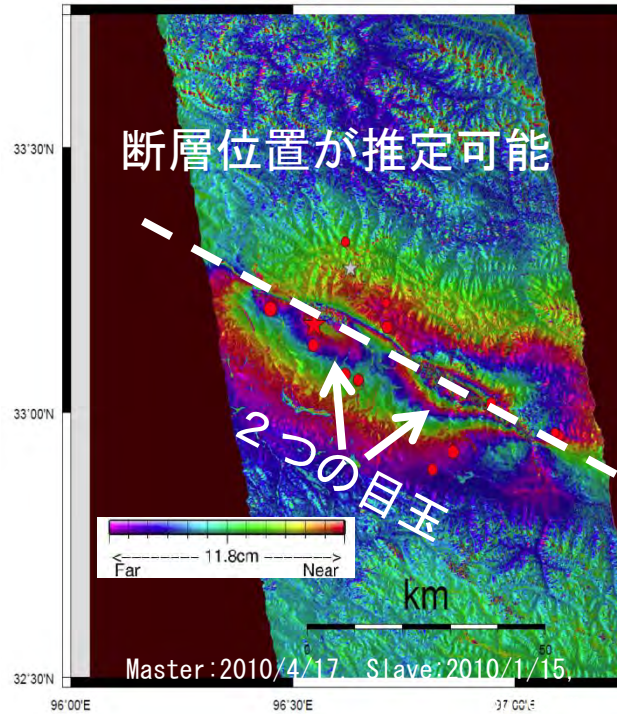 断層位置が推定可能
33°30'N
33°00'N
2つの目玉
<------- 11.8cm ------->
Far Near
km
0 50
Master:2010/4/17, Slave:2010/1/15,
32°30'N
96°00'E 96°30'E